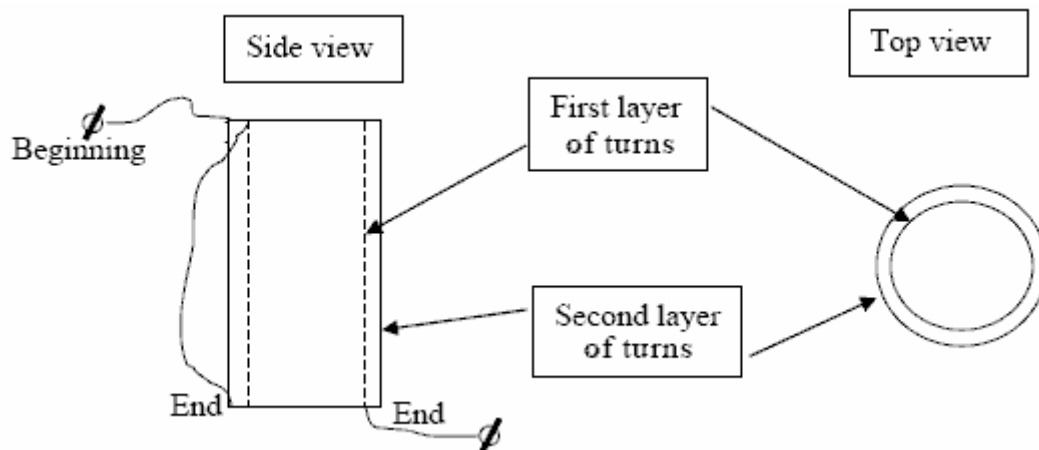 Side view
Top view
First layer
of turns
Beginning
Second layer
of turns
End
End